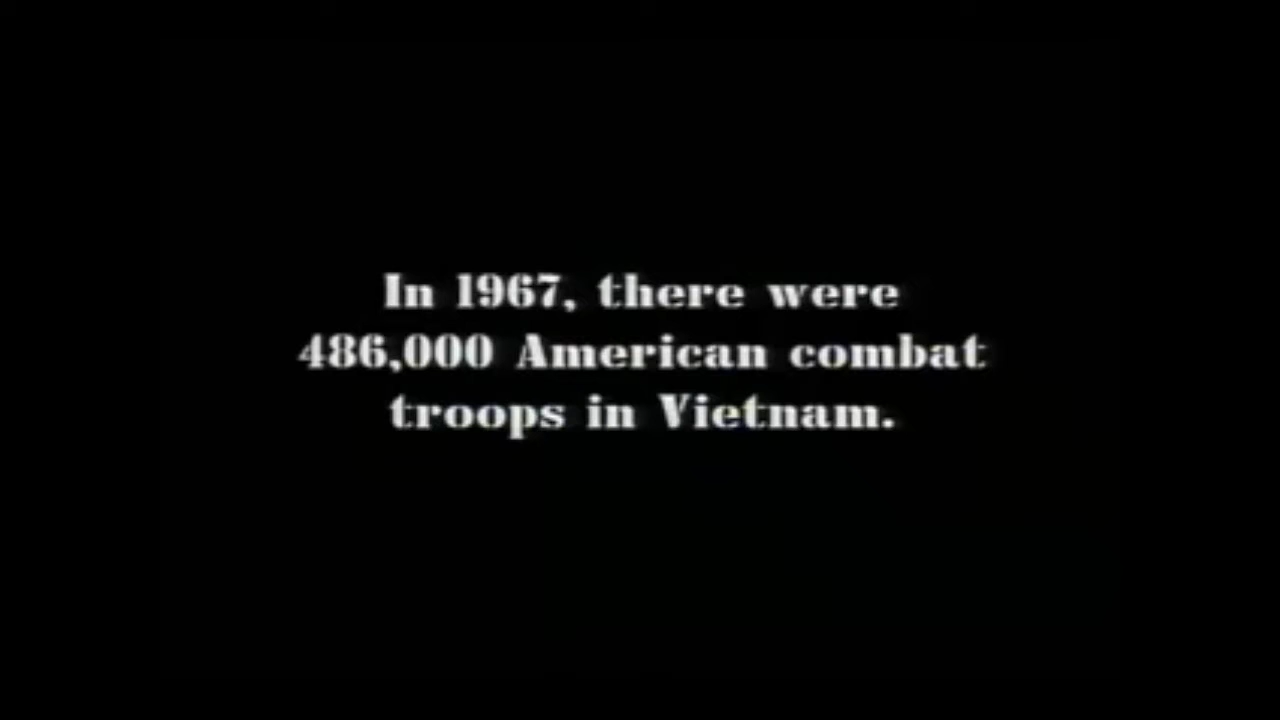 In 1967, there were
486,000 American combat
troops in Vietnam.